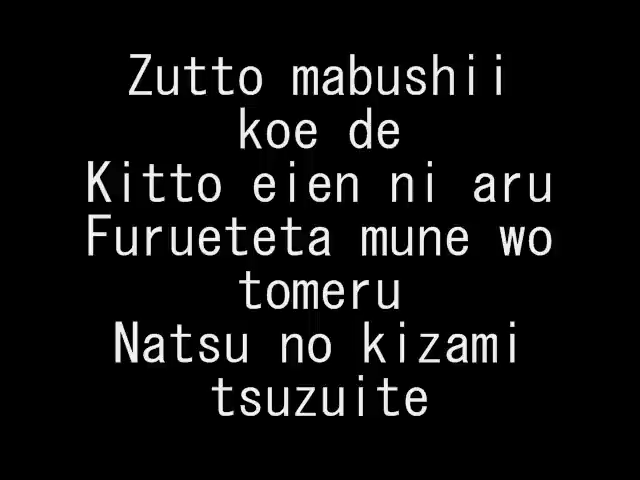 Zutto mabushii
koe de
Kitto eien ni aru
Furueteta mune wo
tomeru
Natsu no kizami
tsuzuite